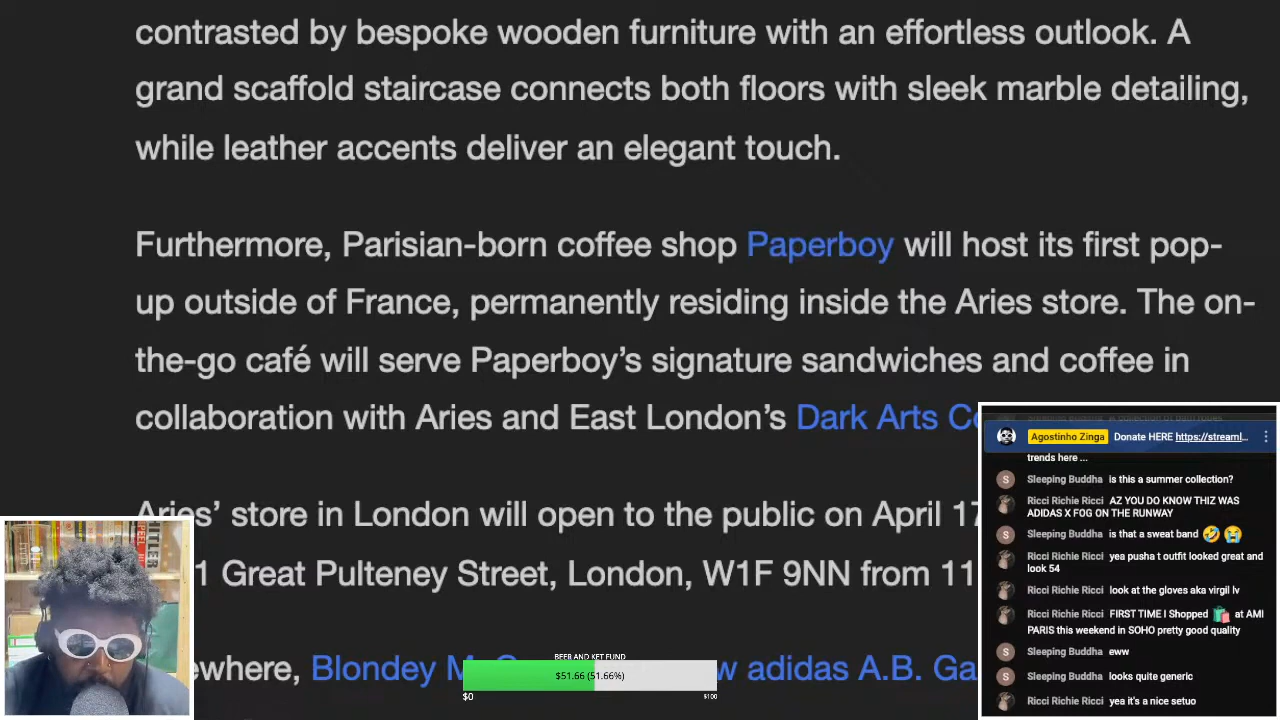 contrasted by bespoke wooden furniture with an effortless outlook. A
grand scaffold staircase connects both floors with sleek marble detailing,
while leather accents deliver an elegant touch.
Furthermore, Parisian-born coffee shop Paperboy will host its first pop-
up outside of France, permanently residing inside the Aries store. The on-
the-go café will serve Paperboy’s signature sandwiches and coffee in
collaboration with Aries and East London’s Dark Arts
Aries’ store in London will open to the public on April 17
1 Great Pulteney Street, London, W1F 9NN from 11
Blondey adidas A.B.
BEER AND KET FUND
$51.66 (51.66%)
$0
$100
Agostinho Zinga Donate HERE https://streaml...
trends here ...
Sleeping Buddha is this a summer collection?
Ricci Richie Ricci AZ YOU DO KNOW THIZ WAS
ADIDAS X FOG ON THE RUNWAY
Sleeping Buddha is that a sweat band 🤣 😭
Ricci Richie Ricci yea pusha t outfit looked great and
look 54
Ricci Richie Ricci look at the gloves aka virgil lv
Ricci Richie Ricci FIRST TIME I Shopped 🛍️ at AMI
PARIS this weekend in SOHO pretty good quality
Sleeping Buddha eww
Sleeping Buddha looks quite generic
Ricci Richie Ricci yea it's a nice setuo